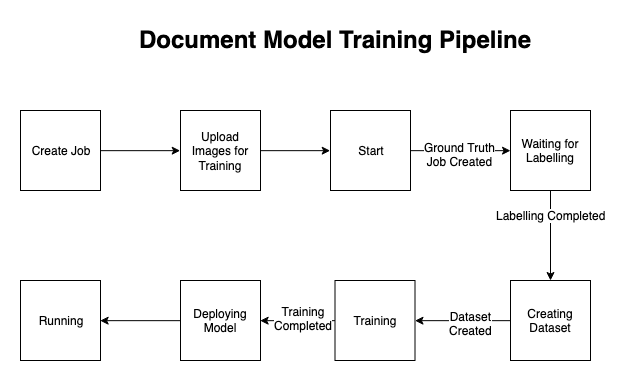 Document Model Training Pipeline
Create Job
Upload
Images for
Training
Start
Ground Truth
Job Created
Waiting for
Labelling
Labelling Completed
Running
Deploying
Model
Training
Completed
Training
Dataset
Created
Creating
Dataset